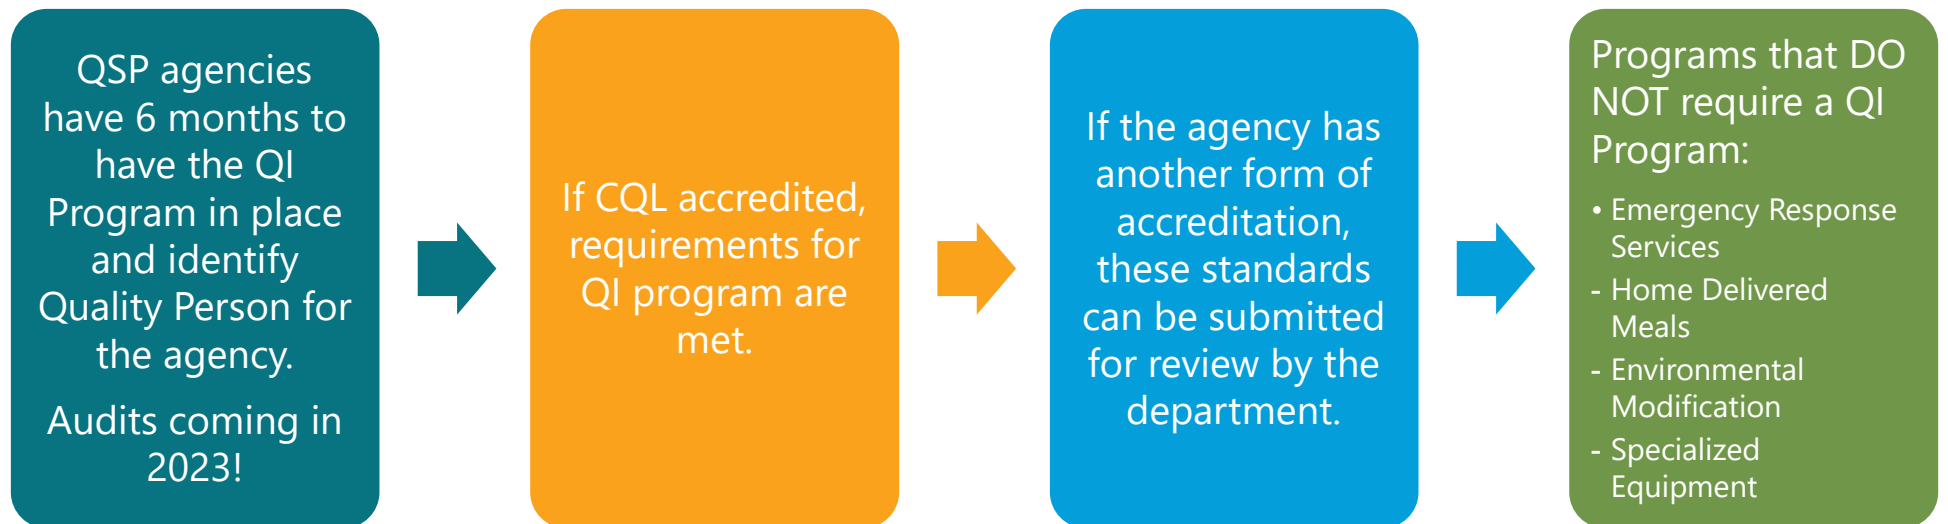 QSP agencies
have 6 months to
have the QI
Program in place
and identify
Quality Person for
the agency.
Audits coming in
2023!
If CQL accredited,
requirements for
QI program are
met.
If the agency has
another form of
accreditation,
these standards
can be submitted
for review by the
department.
Programs that DO
NOT require a QI
Program:
• Emergency Response
Services
- Home Delivered
Meals
- Environmental
Modification
- Specialized
Equipment